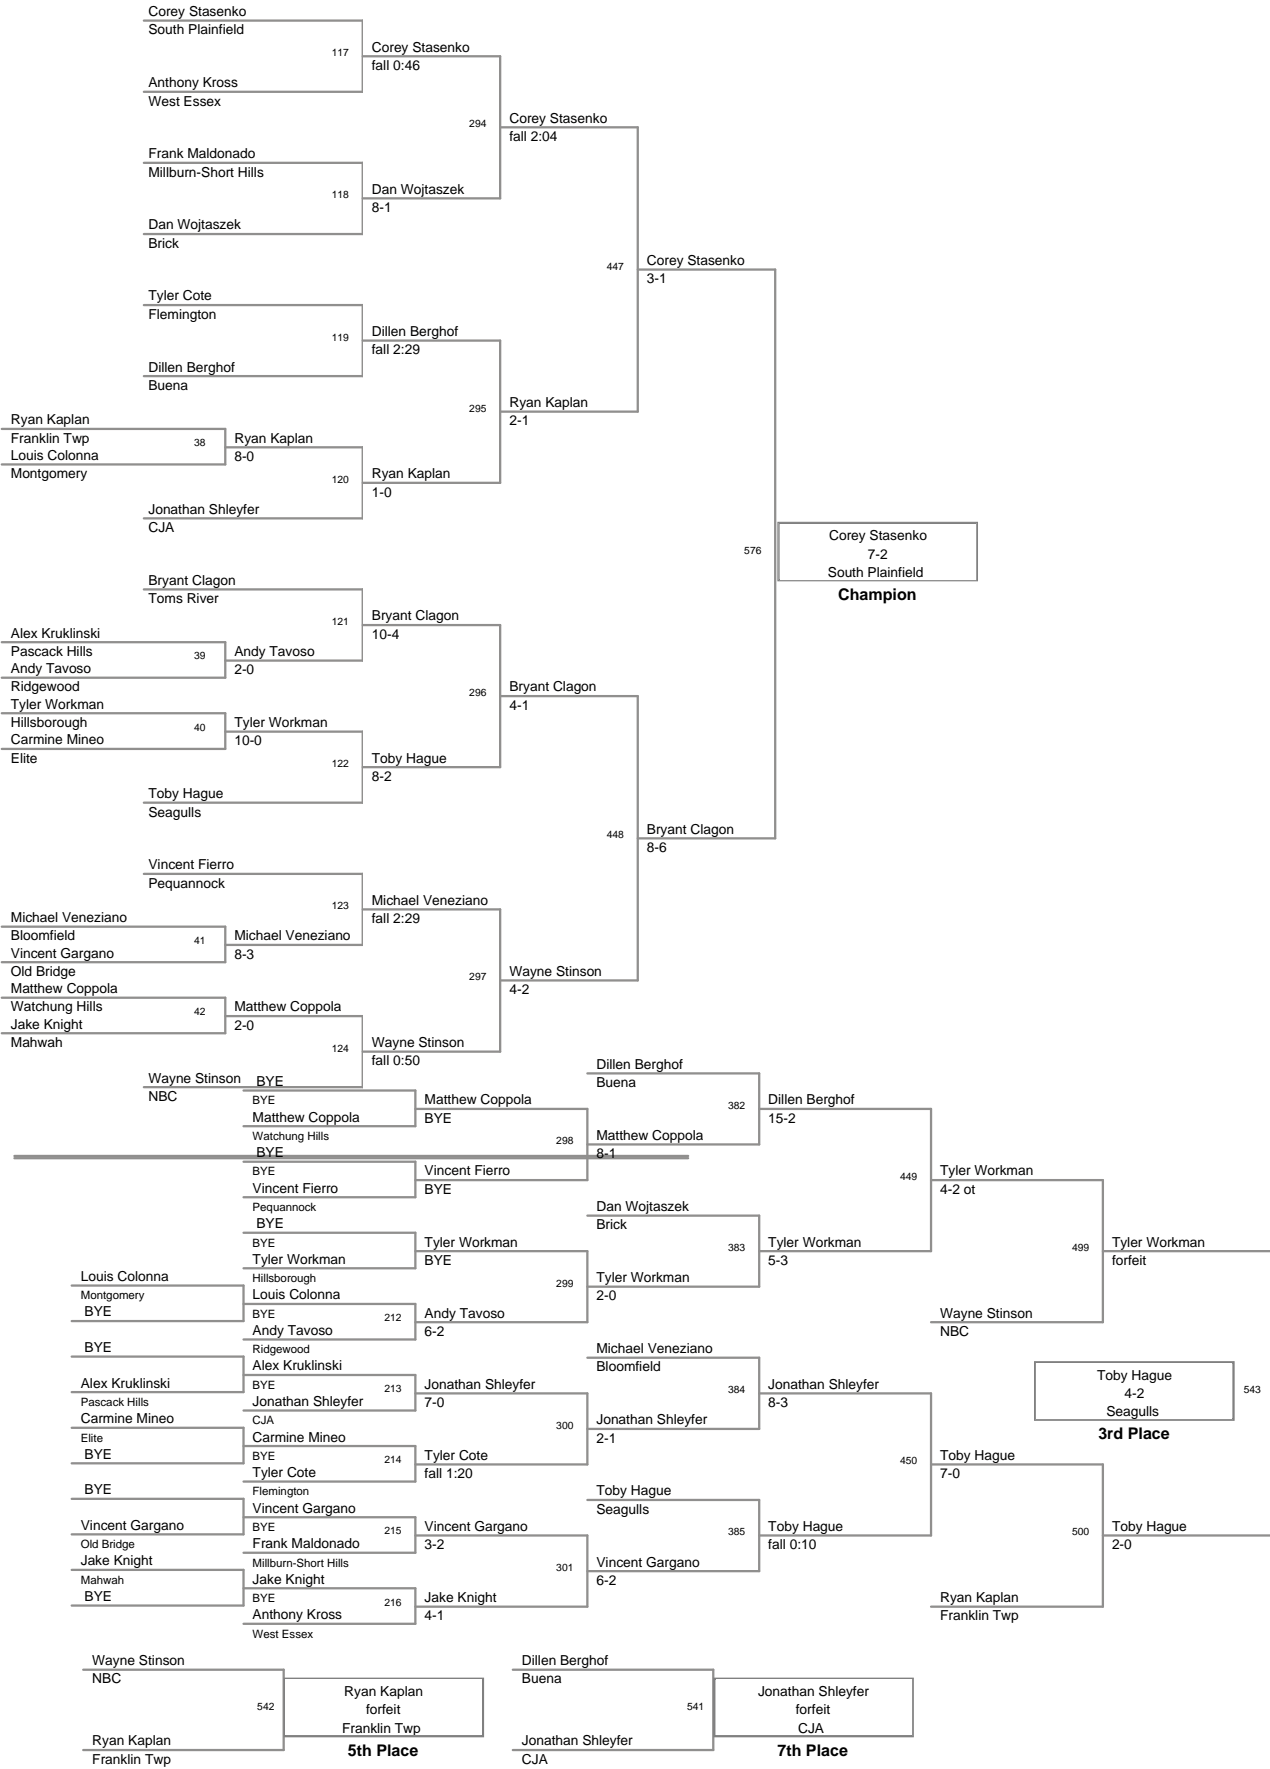 Corey Stasenko
South Plainfield
117
Corey Stasenko
fall 0:46
Anthony Kross
West Essex
294
Corey Stasenko
fall 2:04
Frank Maldonado
Millburn-Short Hills
118
Dan Wojtaszek
8-1
Dan Wojtaszek
Brick
447
Corey Stasenko
3-1
Tyler Cote
Flemington
119
Dillen Berghof
fall 2:29
Dillen Berghof
Buena
295
Ryan Kaplan
2-1
Ryan Kaplan
Franklin Twp
38
Ryan Kaplan
8-0
Louis Colonna
Montgomery
120
Ryan Kaplan
1-0
Jonathan Shleyfer
CJA
576
Corey Stasenko
7-2
South Plainfield
Champion
Bryant Clagon
Toms River
121
Bryant Clagon
10-4
Alex Kruklinski
Pascack Hills
39
Andy Tavoso
2-0
Andy Tavoso
Ridgewood
296
Bryant Clagon
4-1
Tyler Workman
Hillsborough
40
Tyler Workman
10-0
Carmine Mineo
Elite
122
Toby Hague
8-2
Toby Hague
Seagulls
448
Bryant Clagon
8-6
Vincent Fierro
Pequannock
123
Michael Veneziano
fall 2:29
Michael Veneziano
Bloomfield
41
Michael Veneziano
8-3
Vincent Gargano
Old Bridge
297
Wayne Stinson
4-2
Matthew Coppola
Watchung Hills
42
Matthew Coppola
2-0
Jake Knight
Mahwah
124
Wayne Stinson
fall 0:50
Wayne Stinson
NBC
BYE
BYE
Matthew Coppola
Watchung Hills
Matthew Coppola
BYE
298
Dillen Berghof
Buena
382
Dillen Berghof
15-2
Matthew Coppola
8-1
BYE
BYE
Vincent Fierro
Pequannock
Vincent Fierro
BYE
449
Tyler Workman
4-2 ot
Dan Wojtaszek
Brick
383
Tyler Workman
5-3
BYE
BYE
Tyler Workman
Hillsborough
Tyler Workman
BYE
299
Tyler Workman
2-0
499
Tyler Workman
forfeit
Louis Colonna
Montgomery
BYE
Louis Colonna
BYE
212
Andy Tavoso
Ridgewood
Andy Tavoso
6-2
Wayne Stinson
NBC
BYE
Alex Kruklinski
Pascack Hills
Alex Kruklinski
BYE
213
Jonathan Shleyfer
CJA
Jonathan Shleyfer
7-0
Michael Veneziano
Bloomfield
384
Jonathan Shleyfer
8-3
Toby Hague
4-2
Seagulls
543
3rd Place
300
Jonathan Shleyfer
2-1
Carmine Mineo
Elite
BYE
Carmine Mineo
BYE
214
Tyler Cote
Flemington
Tyler Cote
fall 1:20
450
Toby Hague
7-0
BYE
Vincent Gargano
Old Bridge
Vincent Gargano
BYE
215
Frank Maldonado
Millburn-Short Hills
Vincent Gargano
3-2
Toby Hague
Seagulls
385
Toby Hague
fall 0:10
500
Toby Hague
2-0
301
Vincent Gargano
6-2
Jake Knight
Mahwah
BYE
Jake Knight
BYE
216
Anthony Kross
West Essex
Jake Knight
4-1
Ryan Kaplan
Franklin Twp
Wayne Stinson
NBC
542
Ryan Kaplan
forfeit
Franklin Twp
5th Place
Ryan Kaplan
Franklin Twp
Dillen Berghof
Buena
541
Jonathan Shleyfer
forfeit
CJA
7th Place
Jonathan Shleyfer
CJA